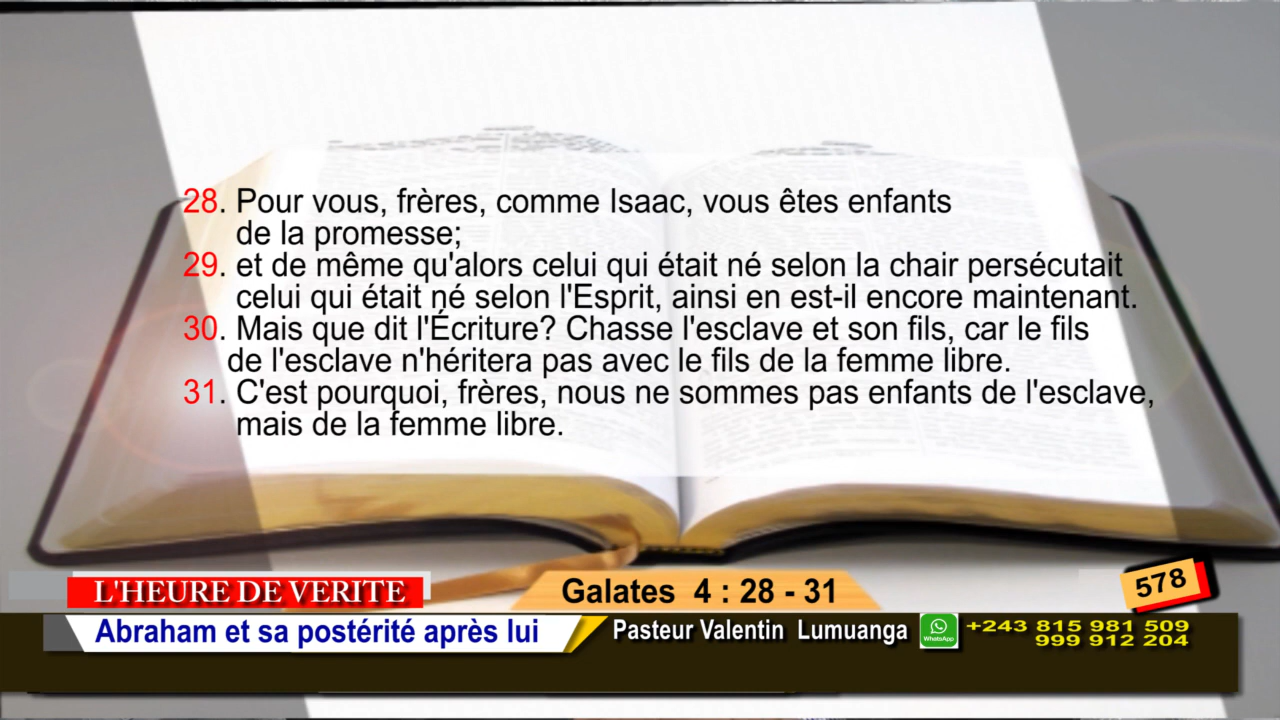 28. Pour vous, frères, comme Isaac, vous êtes enfants
de la promesse;
29. et de même qu'alors celui qui était né selon la chair persécutait
celui qui était né selon l'Esprit, ainsi en est-il encore maintenant.
30. Mais que dit l'Écriture? Chasse l'esclave et son fils, car le fils
de l'esclave n'héritera pas avec le fils de la femme libre.
31. C'est pourquoi, frères, nous ne sommes pas enfants de l'esclave,
mais de la femme libre.
L'HEURE DE VERITE
Galates 4 : 28 - 31
578
Abraham et sa postérité après lui
Pasteur Valentin Lumuanga
WhatsApp
+243 815 981 509
999 912 204